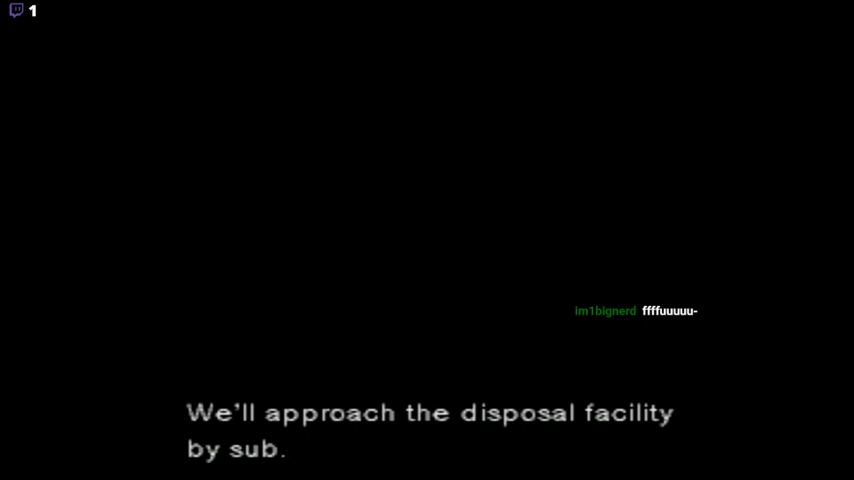 1
im1bignerd ffffuuuuu-
We'll approach the disposal facility
by sub.